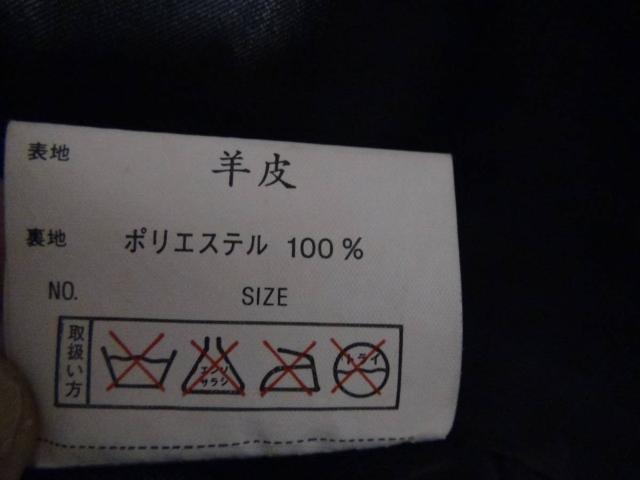 表地 羊皮
裏地 ポリエステル 100%
NO. SIZE
取扱い方
エンソ
サラシ
ドライ